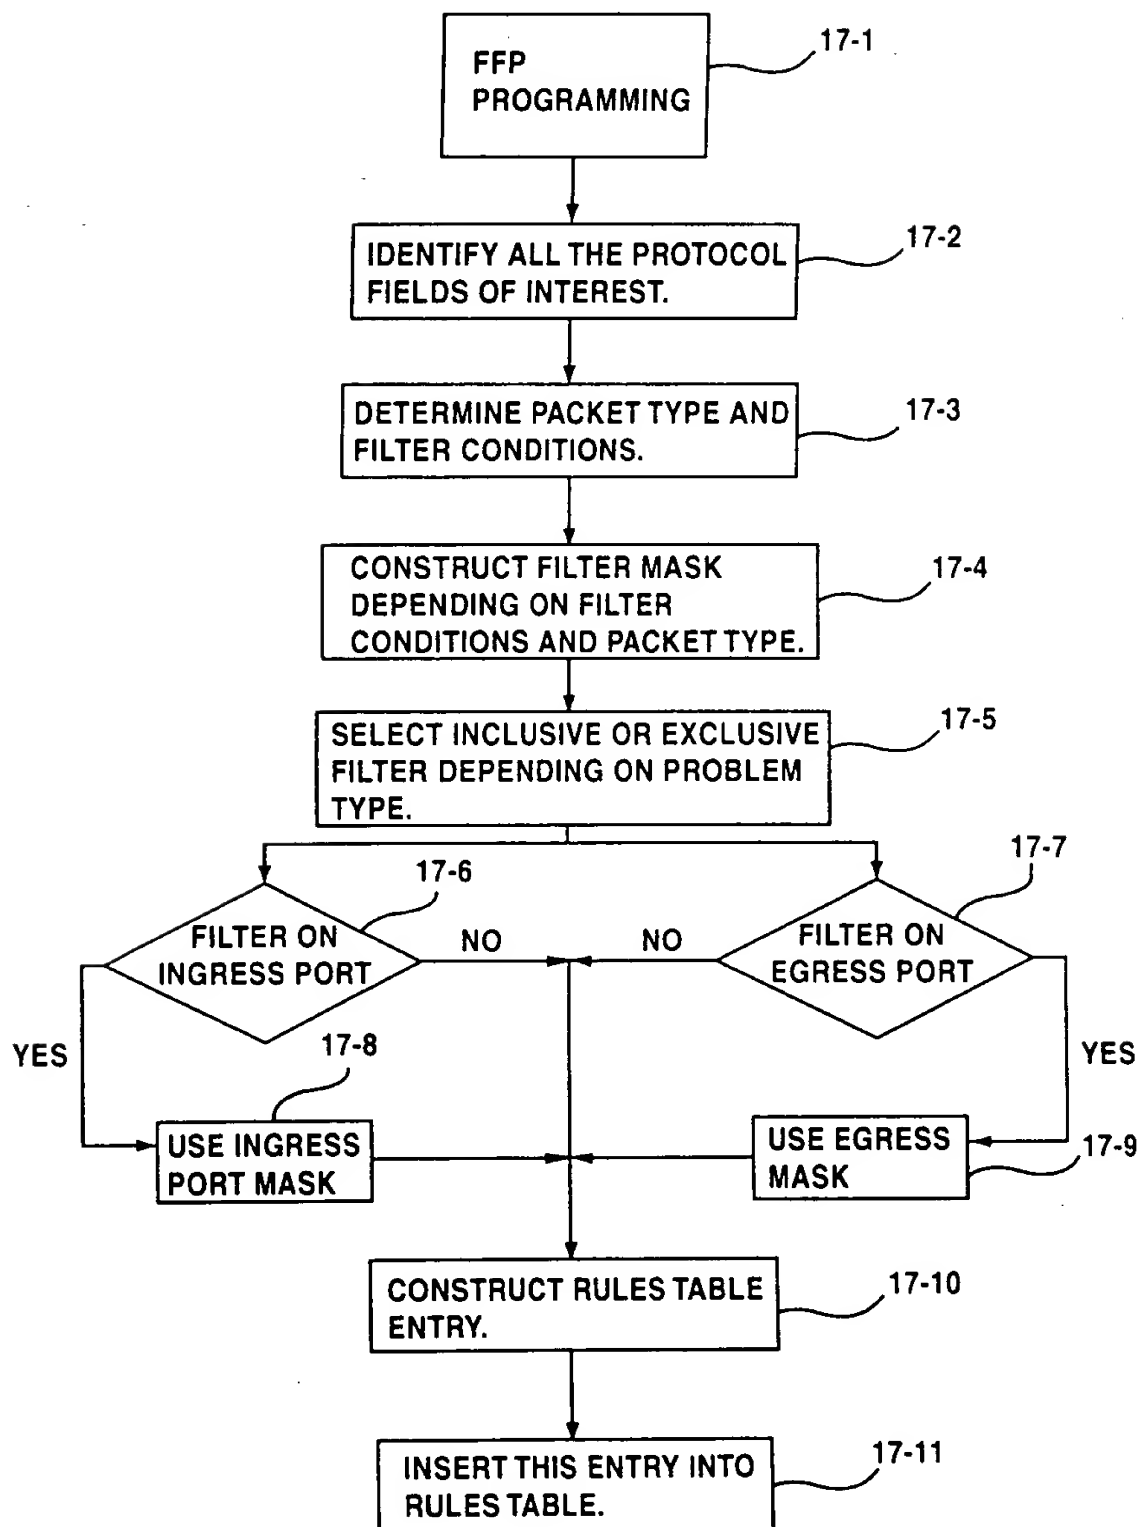 17-1
FFP
PROGRAMMING
17-2
IDENTIFY ALL THE PROTOCOL
FIELDS OF INTEREST.
17-3
DETERMINE PACKET TYPE AND
FILTER CONDITIONS.
17-4
CONSTRUCT FILTER MASK
DEPENDING ON FILTER
CONDITIONS AND PACKET TYPE.
17-5
SELECT INCLUSIVE OR EXCLUSIVE
FILTER DEPENDING ON PROBLEM
TYPE.
17-6
17-7
FILTER ON
INGRESS PORT
NO
NO
FILTER ON
EGRESS PORT
YES
17-8
YES
USE INGRESS
PORT MASK
USE EGRESS
MASK
17-9
CONSTRUCT RULES TABLE
ENTRY.
17-10
INSERT THIS ENTRY INTO
RULES TABLE.
17-11